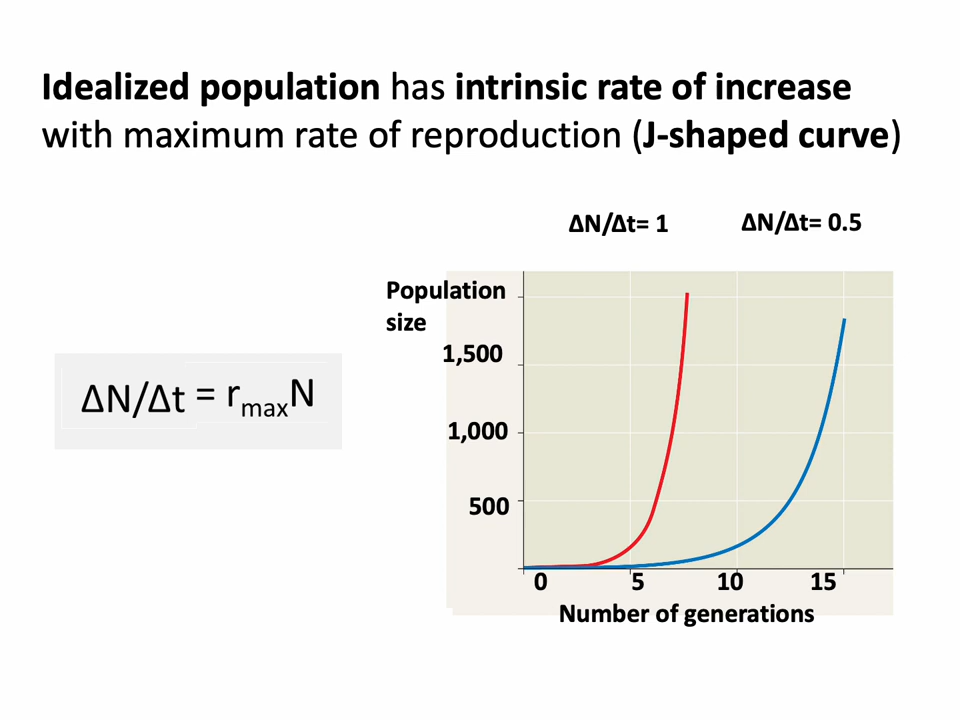 Idealized population has intrinsic rate of increase
with maximum rate of reproduction (J-shaped curve)
ΔN/Δt= 1
ΔN/Δt= 0.5
Population
size
1,500
1,000
500
ΔN/Δt = rmaxN
0 5 10 15
Number of generations